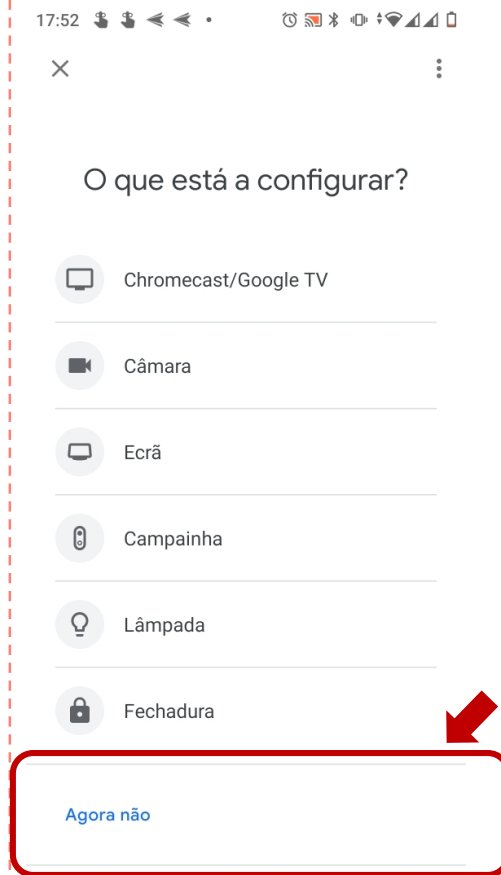 17:52
O que está a configurar?
Chromecast/Google TV
Câmara
Ecrã
Campainha
Lâmpada
Fechadura
Agora não